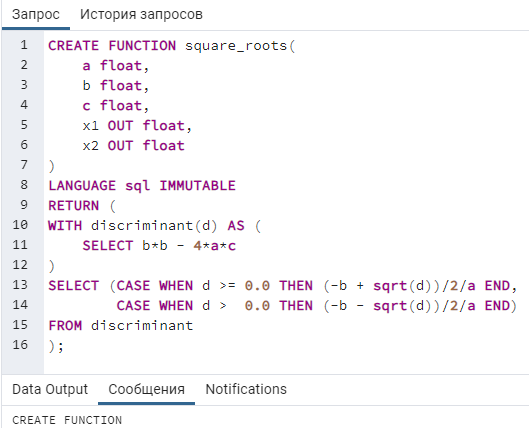 Запрос История запросов
1 CREATE FUNCTION square_roots(
2 a float,
3 b float,
4 c float,
5 x1 OUT float,
6 x2 OUT float
7 )
8 LANGUAGE sql IMMUTABLE
9 RETURN (
10 WITH discriminant(d) AS (
11 SELECT b*b - 4*a*c
12 )
13 SELECT (CASE WHEN d >= 0.0 THEN (-b + sqrt(d))/2/a END,
14 CASE WHEN d > 0.0 THEN (-b - sqrt(d))/2/a END)
15 FROM discriminant
16 );
Data Output Сообщения Notifications
CREATE FUNCTION